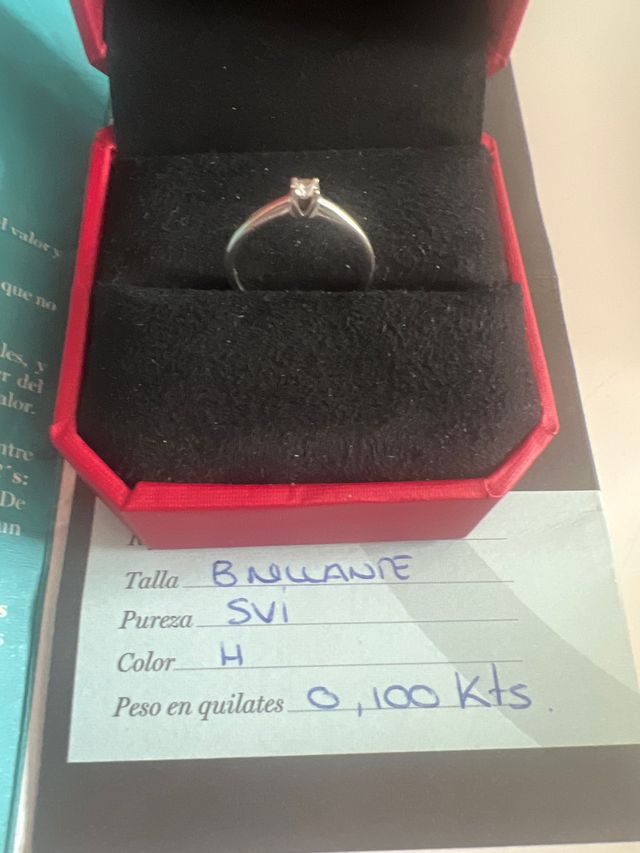 l valor y
que no
les, y
r del
alor.
ntre
's:
De
un
s
s
Talla BRILLANTE
Pureza SVI
Color H
Peso en quilates 0,100 Kts.